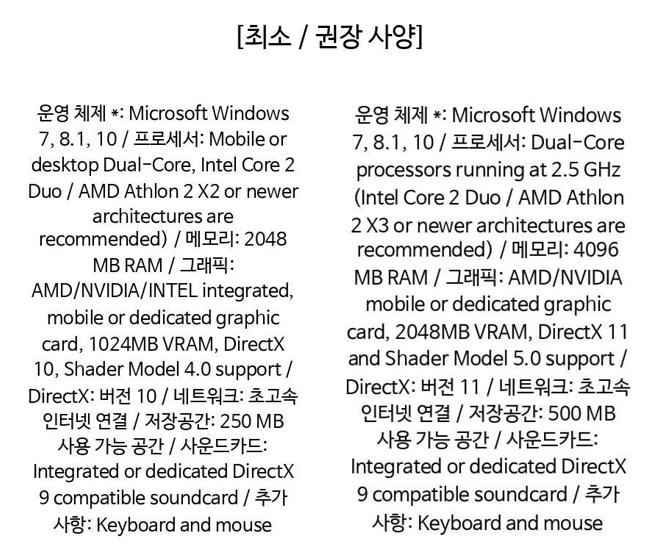 [최소 / 권장 사양]
운영 체제 *: Microsoft Windows
7, 8.1, 10 / 프로세서: Mobile or
desktop Dual-Core, Intel Core 2
Duo / AMD Athlon 2 X2 or newer
architectures are
recommended) / 메모리: 2048
MB RAM / 그래픽:
AMD/NVIDIA/INTEL integrated,
mobile or dedicated graphic
card, 1024MB VRAM, DirectX
10, Shader Model 4.0 support /
DirectX: 버전 10 / 네트워크: 초고속
인터넷 연결 / 저장공간: 250 MB
사용 가능 공간 / 사운드카드:
Integrated or dedicated DirectX
9 compatible soundcard / 추가
사항: Keyboard and mouse
운영 체제 *: Microsoft Windows
7, 8.1, 10 / 프로세서: Dual-Core
processors running at 2.5 GHz
(Intel Core 2 Duo / AMD Athlon
2 X3 or newer architectures are
recommended) / 메모리: 4096
MB RAM / 그래픽: AMD/NVIDIA
mobile or dedicated graphic
card, 2048MB VRAM, DirectX 11
and Shader Model 5.0 support /
DirectX: 버전 11 / 네트워크: 초고속
인터넷 연결 / 저장공간: 500 MB
사용 가능 공간 / 사운드카드:
Integrated or dedicated DirectX
9 compatible soundcard / 추가
사항: Keyboard and mouse